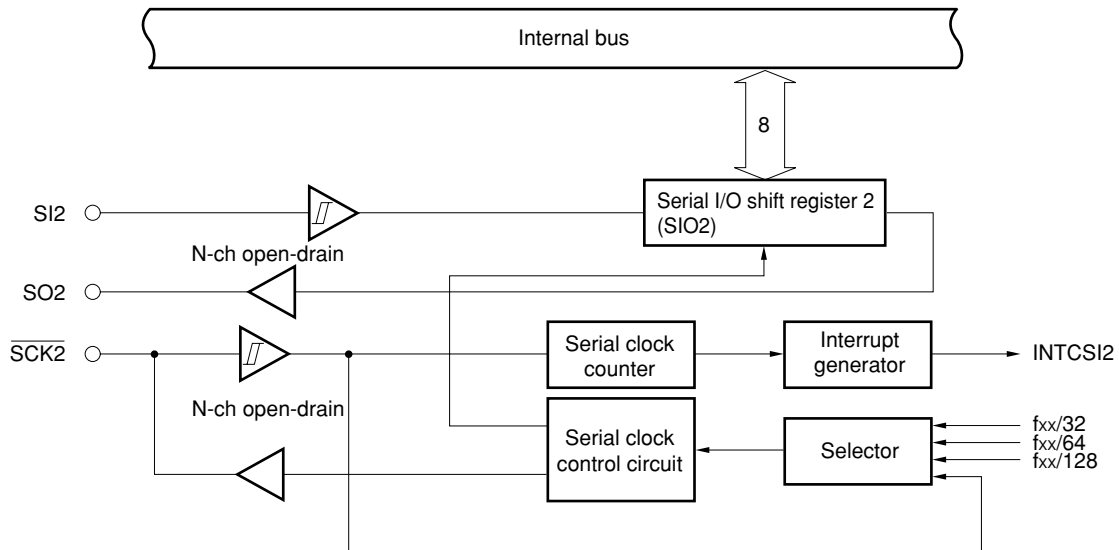 Internal bus
8
SI2
Serial I/O shift register 2
(SIO2)
N-ch open-drain
SO2
SCK2
Serial clock
counter
Interrupt
generator
INTCSI2
N-ch open-drain
Serial clock
control circuit
Selector
fxx/32
fxx/64
fxx/128